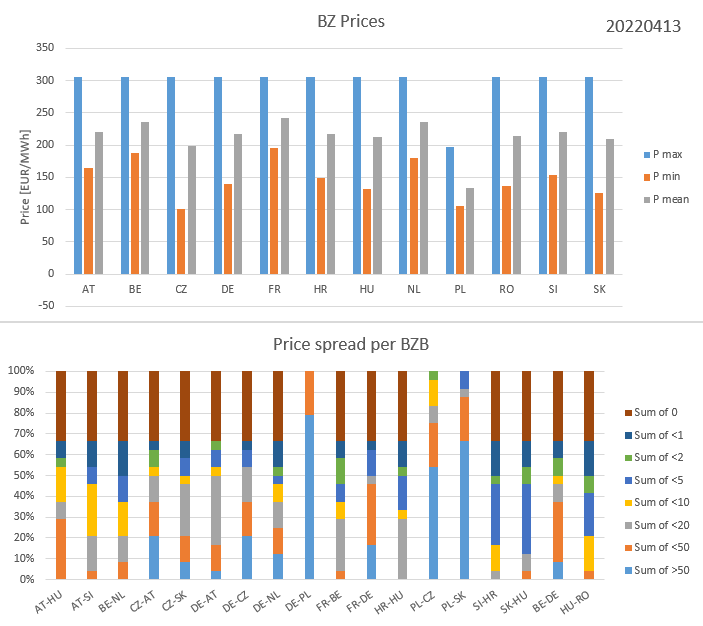 BZ Prices
20220413
Price [EUR/MWh]
350
300
250
200
150
100
50
0
-50
AT BE CZ DE FR HR HU NL PL RO SI SK
P max
P min
P mean
Price spread per BZB
100%
90%
80%
70%
60%
50%
40%
30%
20%
10%
0%
AT-HU AT-SI BE-NL CZ-AT CZ-SK DE-AT DE-CZ DE-NL DE-PL FR-BE FR-DE HR-HU PL-CZ PL-SK SI-HR SK-HU BE-DE HU-RO
Sum of 0
Sum of <1
Sum of <2
Sum of <5
Sum of <10
Sum of <20
Sum of <50
Sum of >50